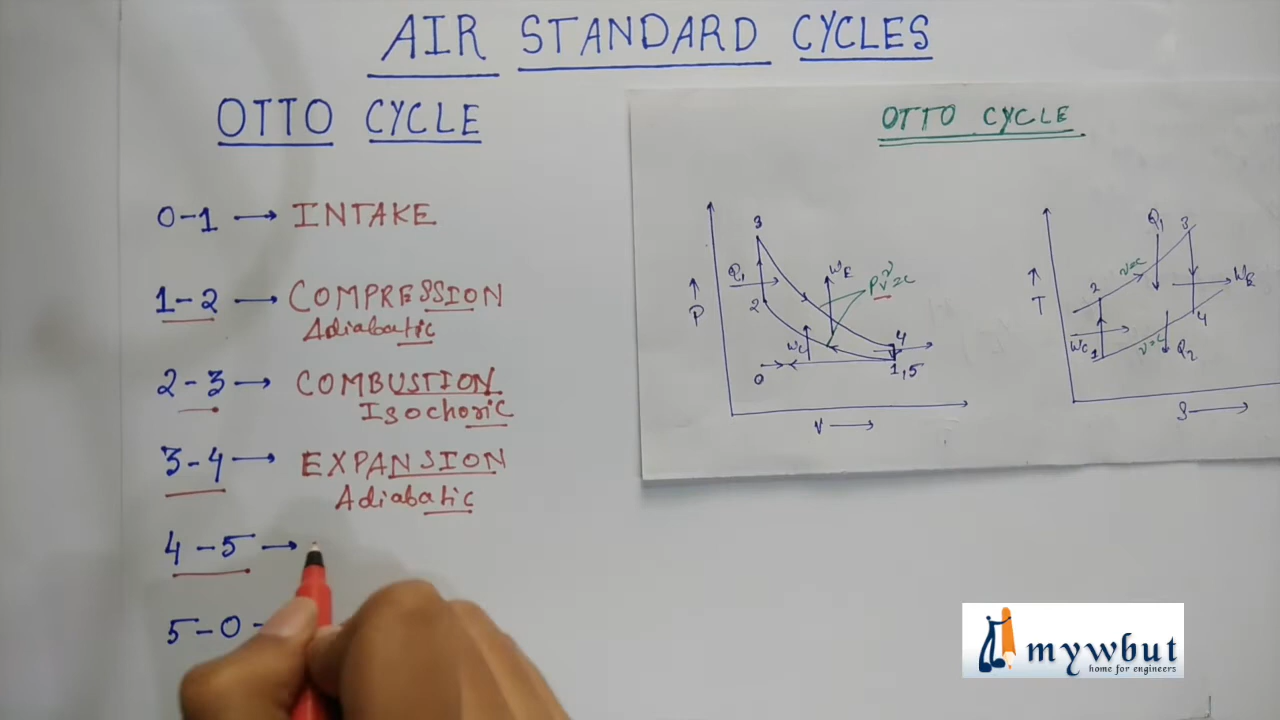 AIR STANDARD CYCLES
OTTO CYCLE
0-1 → INTAKE
1-2 → COMPRESSION
Adiabatic
2-3 → COMBUSTION
Isochoric
3-4 → EXPANSION
Adiabatic
4-5 →
5-0 -
OTTO CYCLE
3
Q1
WE
2
↑
P
Wc
4
0
1,5
V →
Q1
3
ν=c
2
WE
↑
T
4
Wc
1
ν=c
Q2
S →
mywbut
home for engineers